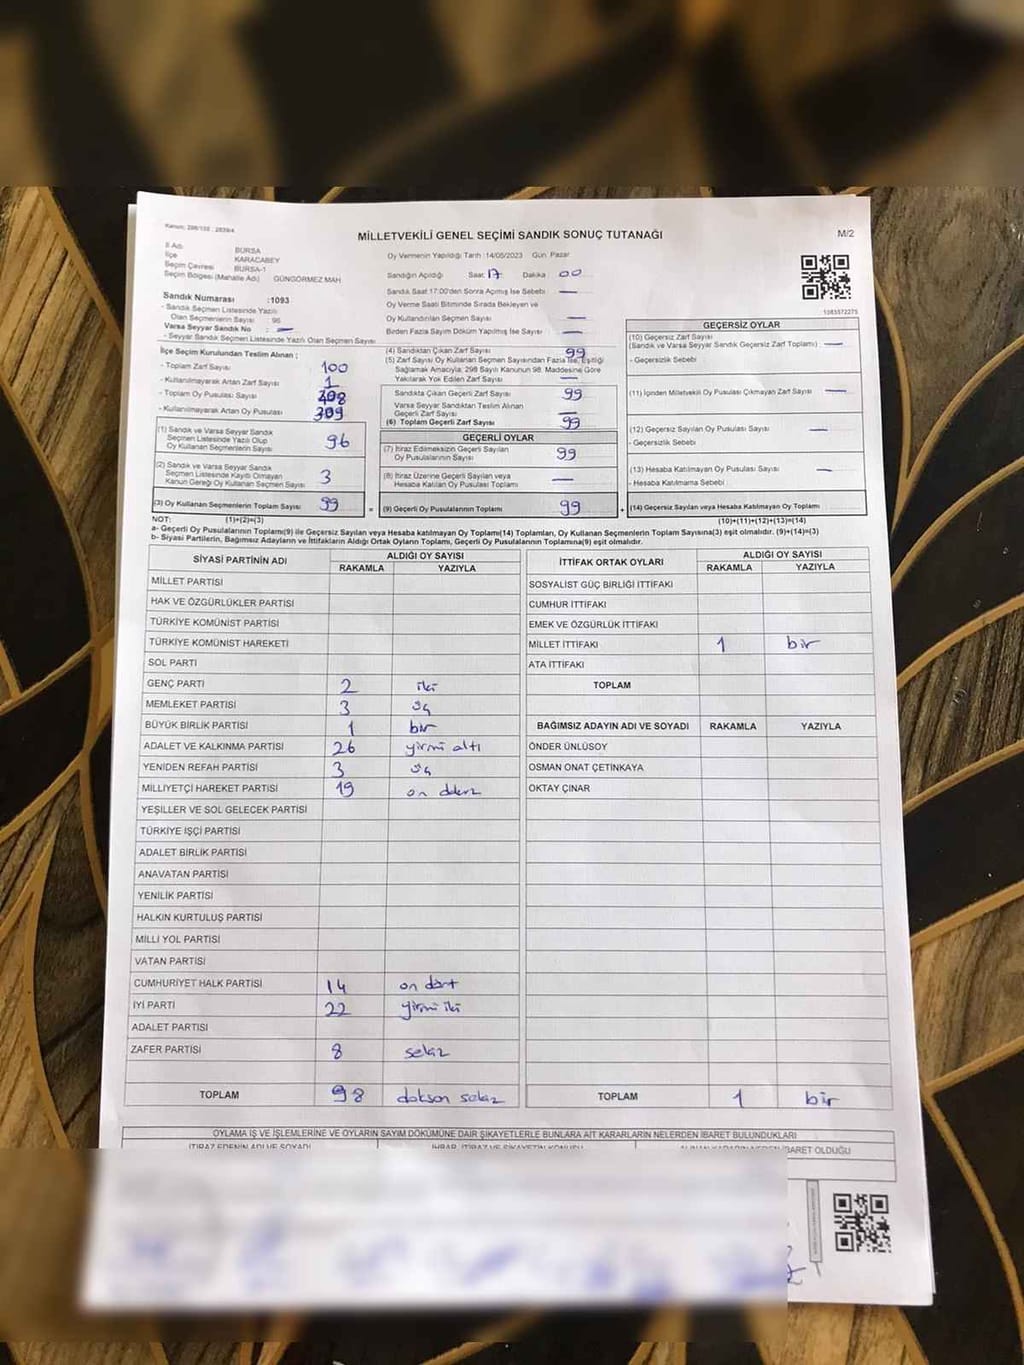 Kanun: 298/105 , 2839/4
MİLLETVEKİLİ GENEL SEÇİMİ SANDIK SONUÇ TUTANAĞI
M/2
İl Adı BURSA
İlçe KARACABEY
Seçim Çevresi BURSA-1
Seçim Bölgesi (Mahalle Adı) GÜNGÖRMEZ MAH
Sandık Numarası :1093
- Sandık Seçmen Listesinde Yazılı
Olan Seçmenlerin Sayısı : 96
Varsa Seyyar Sandık No : —
- Seyyar Sandık Seçmen Listesinde Yazılı Olan Seçmen Sayısı
Oy Vermenin Yapıldığı Tarih :14/05/2023 Gün :Pazar
Sandığın Açıldığı Saat 17 Dakika 00
Sandık Saat 17:00'den Sonra Açılmış İse Sebebi —
Oy Verme Saati Bitiminde Sırada Bekleyen ve
Oy Kullandırılan Seçmen Sayısı —
Birden Fazla Sayım Döküm Yapılmış İse Sayısı —
1383572275
İlçe Seçim Kurulundan Teslim Alınan ;
- Toplam Zarf Sayısı 100
- Kullanılmayarak Artan Zarf Sayısı 1
- Toplam Oy Pusulası Sayısı 408
- Kullanılmayarak Artan Oy Pusulası 309
(1) Sandık ve Varsa Seyyar Sandık
Seçmen Listesinde Yazılı Olup
Oy Kullanan Seçmenlerin Sayısı 96
(2) Sandık ve Varsa Seyyar Sandık
Seçmen Listesinde Kayıtlı Olmayan
Kanun Gereği Oy Kullanan Seçmen Sayısı 3
(3) Oy Kullanan Seçmenlerin Toplam Sayısı 99
(4) Sandıktan Çıkan Zarf Sayısı 99
(5) Zarf Sayısı Oy Kullanan Seçmen Sayısından Fazla İse, Eşitliği
Sağlamak Amacıyla; 298 Sayılı Kanunun 98. Maddesine Göre
Yakılarak Yok Edilen Zarf Sayısı —
Sandıkta Çıkan Geçerli Zarf Sayısı 99
Varsa Seyyar Sandıktan Teslim Alınan
Geçerli Zarf Sayısı —
(6) Toplam Geçerli Zarf Sayısı 99
GEÇERLİ OYLAR
(7) İtiraz Edilmeksizin Geçerli Sayılan
Oy Pusulalarının Sayısı 99
(8) İtiraz Üzerine Geçerli Sayılan veya
Hesaba Katılan Oy Pusulası Toplamı —
= (9) Geçerli Oy Pusulalarının Toplamı 99
GEÇERSİZ OYLAR
(10) Geçersiz Zarf Sayısı
(Sandık ve Varsa Seyyar Sandık Geçersiz Zarf Toplamı) —
- Geçersizlik Sebebi
(11) İçinden Milletvekili Oy Pusulası Çıkmayan Zarf Sayısı —
(12) Geçersiz Sayılan Oy Pusulası Sayısı —
- Geçersizlik Sebebi
(13) Hesaba Katılmayan Oy Pusulası Sayısı —
- Hesaba Katılmama Sebebi
+ (14) Geçersiz Sayılan veya Hesaba Katılmayan Oy Toplamı
NOT: (1)+(2)=(3) (10)+(11)+(12)+(13)=(14)
a- Geçerli Oy Pusulalarının Toplamı(9) ile Geçersiz Sayılan veya Hesaba katılmayan Oy Toplamı(14) Toplamları, Oy Kullanan Seçmenlerin Toplam Sayısına(3) eşit olmalıdır. (9)+(14)=(3)
b- Siyasi Partilerin, Bağımsız Adayların ve İttifakların Aldığı Ortak Oyların Toplamı, Geçerli Oy Pusulalarının Toplamına(9) eşit olmalıdır.
SİYASİ PARTİNİN ADI ALDIĞI OY SAYISI
RAKAMLA YAZIYLA
MİLLET PARTİSİ
HAK VE ÖZGÜRLÜKLER PARTİSİ
TÜRKİYE KOMÜNİST PARTİSİ
TÜRKİYE KOMÜNİST HAREKETİ
SOL PARTİ
GENÇ PARTİ 2 iki
MEMLEKET PARTİSİ 3 üç
BÜYÜK BİRLİK PARTİSİ 1 bir
ADALET VE KALKINMA PARTİSİ 26 yirmi altı
YENİDEN REFAH PARTİSİ 3 üç
MİLLİYETÇİ HAREKET PARTİSİ 19 on dokuz
YEŞİLLER VE SOL GELECEK PARTİSİ
TÜRKİYE İŞÇİ PARTİSİ
ADALET BİRLİK PARTİSİ
ANAVATAN PARTİSİ
YENİLİK PARTİSİ
HALKIN KURTULUŞ PARTİSİ
MİLLİ YOL PARTİSİ
VATAN PARTİSİ
CUMHURİYET HALK PARTİSİ 14 on dört
İYİ PARTİ 22 yirmi iki
ADALET PARTİSİ
ZAFER PARTİSİ 8 sekiz
TOPLAM 98 doksan sekiz
İTTİFAK ORTAK OYLARI ALDIĞI OY SAYISI
RAKAMLA YAZIYLA
SOSYALİST GÜÇ BİRLİĞİ İTTİFAKI
CUMHUR İTTİFAKI
EMEK VE ÖZGÜRLÜK İTTİFAKI
MİLLET İTTİFAKI 1 bir
ATA İTTİFAKI
TOPLAM
BAĞIMSIZ ADAYIN ADI VE SOYADI RAKAMLA YAZIYLA
ÖNDER ÜNLÜSOY
OSMAN ONAT ÇETİNKAYA
OKTAY ÇINAR
TOPLAM 1 bir
OYLAMA İŞ VE İŞLEMLERİNE VE OYLARIN SAYIM DÖKÜMÜNE DAİR ŞİKAYETLERLE BUNLARA AİT KARARLARIN NELERDEN İBARET BULUNDUKLARI
İTİRAZ EDENİN ADI VE SOYADI